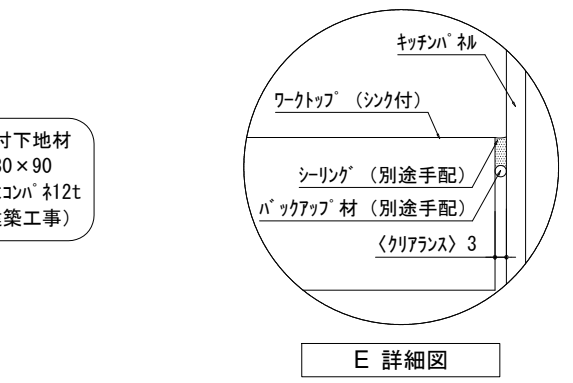 付下地材
30×90
コンパネ12t
築工事）
キッチンパネル
ワークトップ（シンク付）
シーリング（別途手配）
バックアップ材（別途手配）
〈クリアランス〉3
E 詳細図